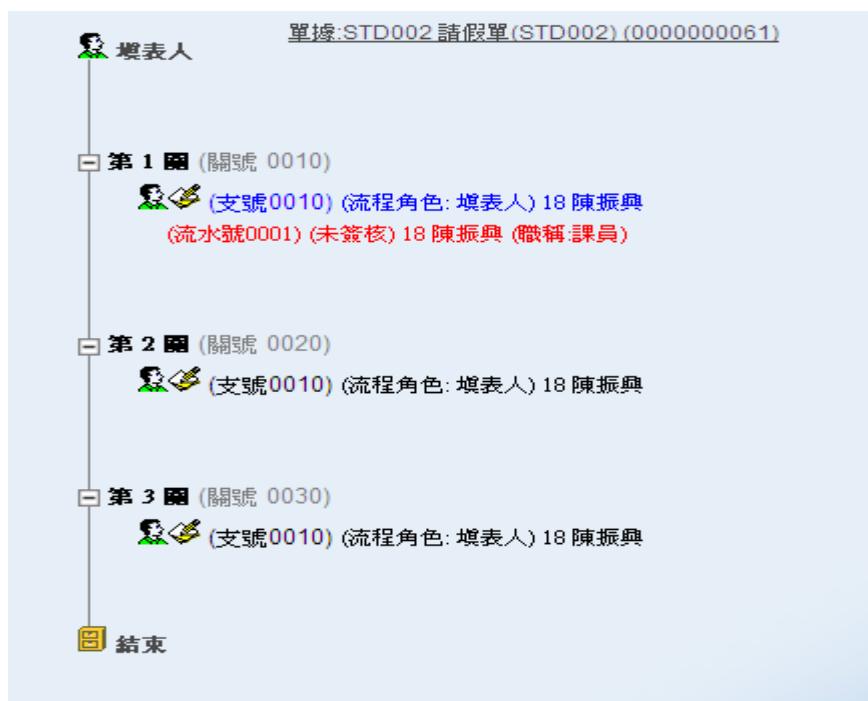 單據:STD002 請假單(STD002) (0000000061)
填表人
第 1 關 (關號 0010)
(支號0010) (流程角色: 填表人) 18 陳振興
(流水號0001) (未簽核) 18 陳振興 (職稱:課員)
第 2 關 (關號 0020)
(支號0010) (流程角色: 填表人) 18 陳振興
第 3 關 (關號 0030)
(支號0010) (流程角色: 填表人) 18 陳振興
結束